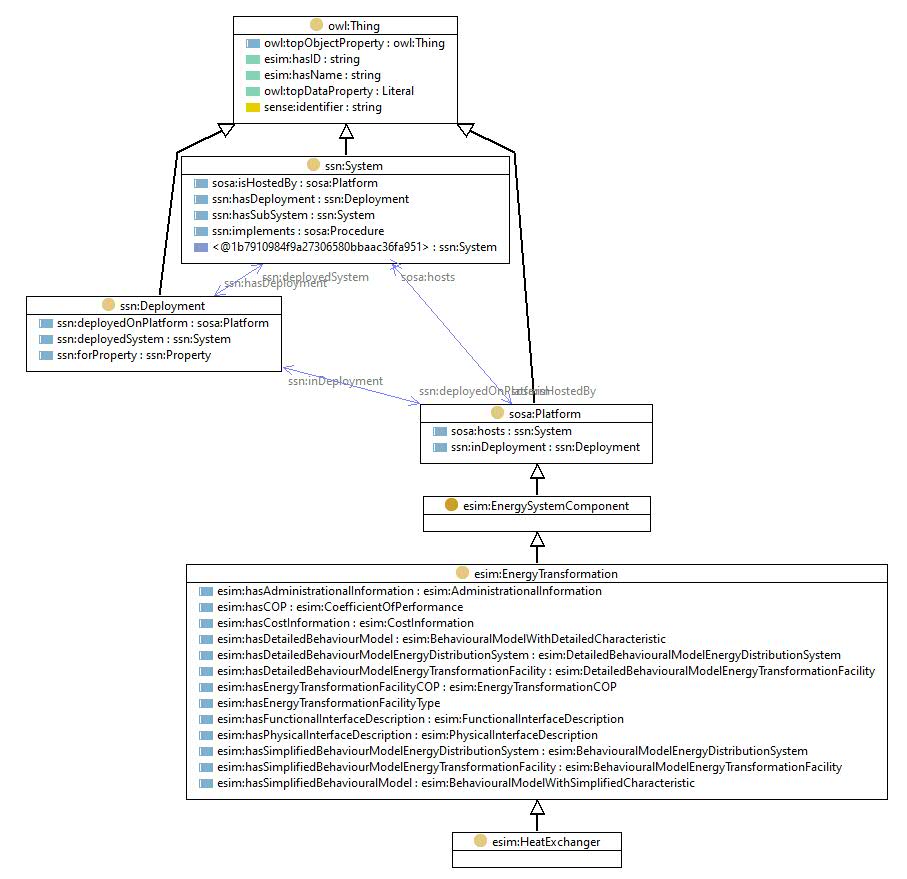 owl:Thing
owl:topObjectProperty : owl:Thing
esim:hasID : string
esim:hasName : string
owl:topDataProperty : Literal
sense:identifier : string
ssn:System
sosa:isHostedBy : sosa:Platform
ssn:hasDeployment : ssn:Deployment
ssn:hasSubSystem : ssn:System
ssn:implements : sosa:Procedure
<@1b7910984f9a27306580bbaac36fa951> : ssn:System
ssn:deployedSystem
sosa:hosts
ssn:hasDeployment
ssn:Deployment
ssn:deployedOnPlatform : sosa:Platform
ssn:deployedSystem : ssn:System
ssn:forProperty : ssn:Property
ssn:inDeployment
ssn:deployedOnPlatform
sosa:isHostedBy
sosa:Platform
sosa:hosts : ssn:System
ssn:inDeployment : ssn:Deployment
esim:EnergySystemComponent
esim:EnergyTransformation
esim:hasAdministrationalInformation : esim:AdministrationalInformation
esim:hasCOP : esim:CoefficientOfPerformance
esim:hasCostInformation : esim:CostInformation
esim:hasDetailedBehaviourModel : esim:BehaviouralModelWithDetailedCharacteristic
esim:hasDetailedBehaviourModelEnergyDistributionSystem : esim:DetailedBehaviouralModelEnergyDistributionSystem
esim:hasDetailedBehaviourModelEnergyTransformationFacility : esim:DetailedBehaviouralModelEnergyTransformationFacility
esim:hasEnergyTransformationFacilityCOP : esim:EnergyTransformationCOP
esim:hasEnergyTransformationFacilityType
esim:hasFunctionalInterfaceDescription : esim:FunctionalInterfaceDescription
esim:hasPhysicalInterfaceDescription : esim:PhysicalInterfaceDescription
esim:hasSimplifiedBehaviourModelEnergyDistributionSystem : esim:BehaviouralModelEnergyDistributionSystem
esim:hasSimplifiedBehaviourModelEnergyTransformationFacility : esim:BehaviouralModelEnergyTransformationFacility
esim:hasSimplifiedBehaviouralModel : esim:BehaviouralModelWithSimplifiedCharacteristic
esim:HeatExchanger